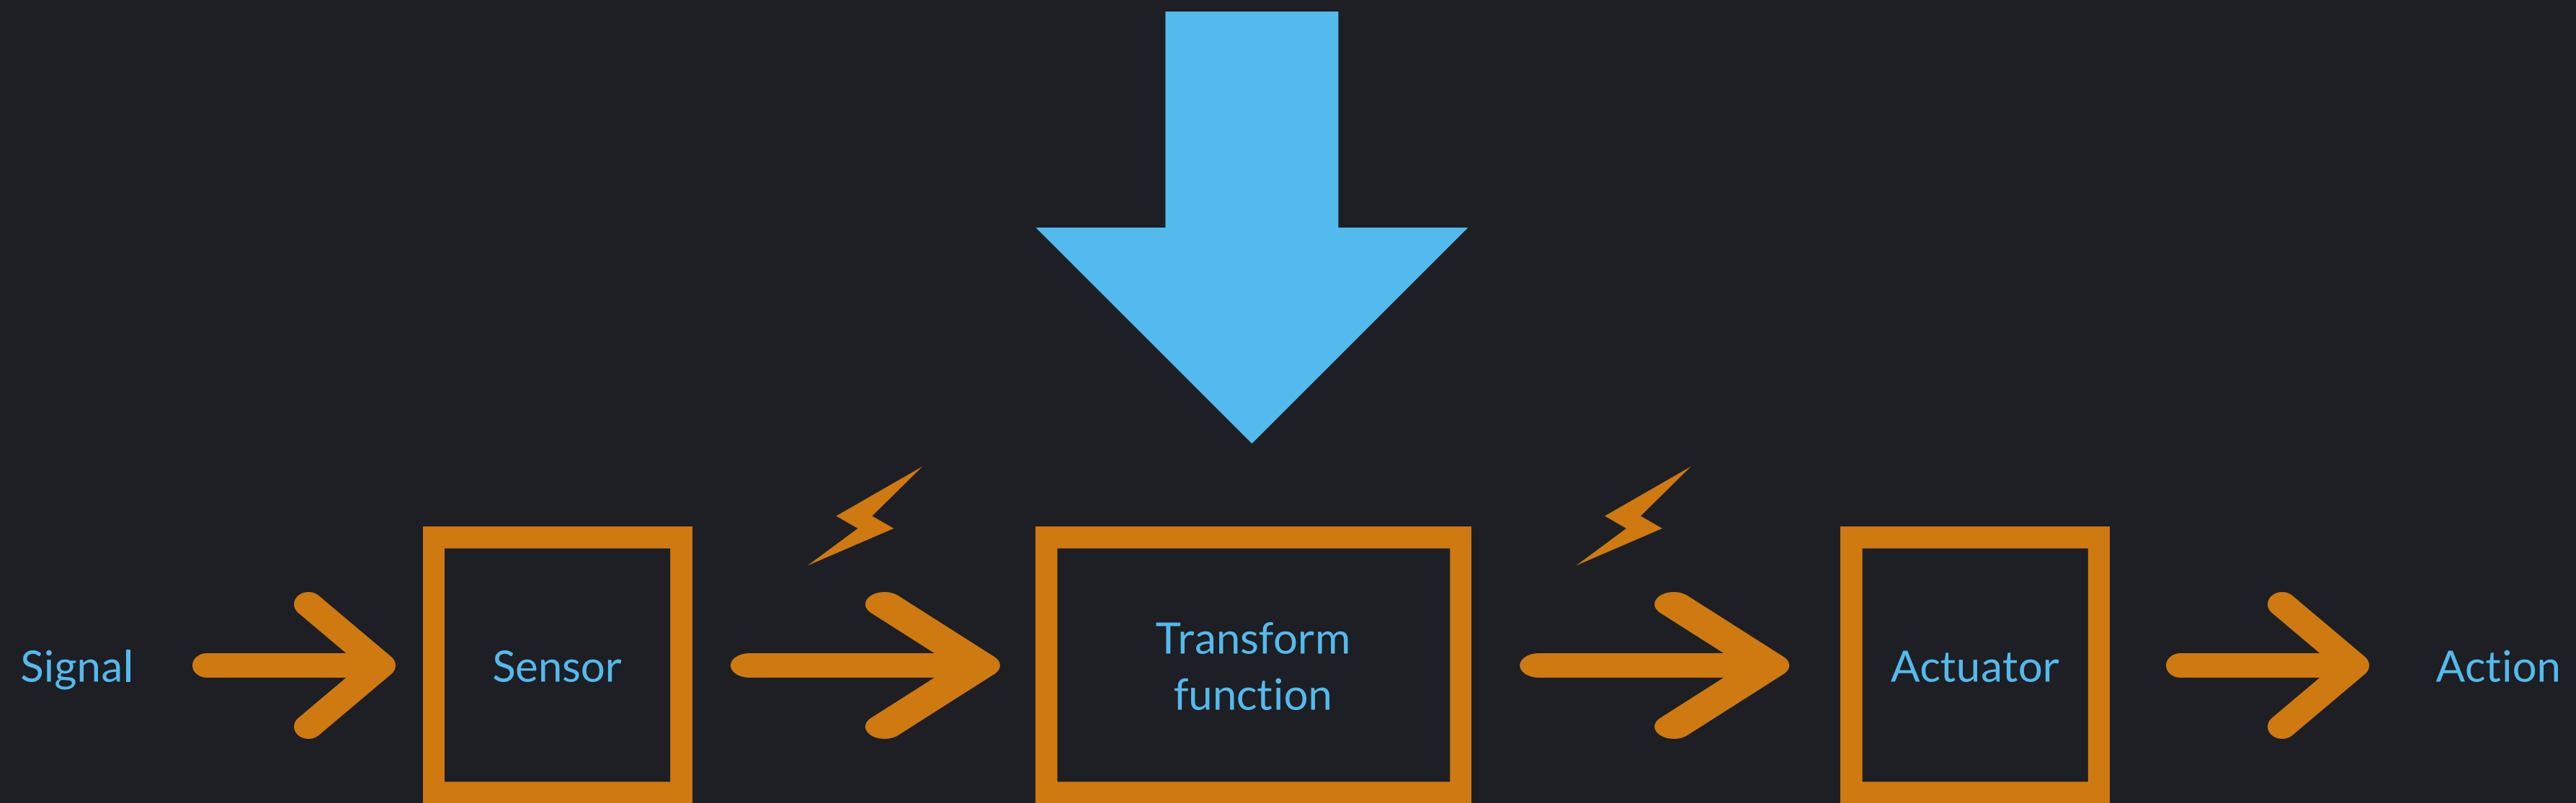 Signal
Sensor
Transform
function
Actuator
Action